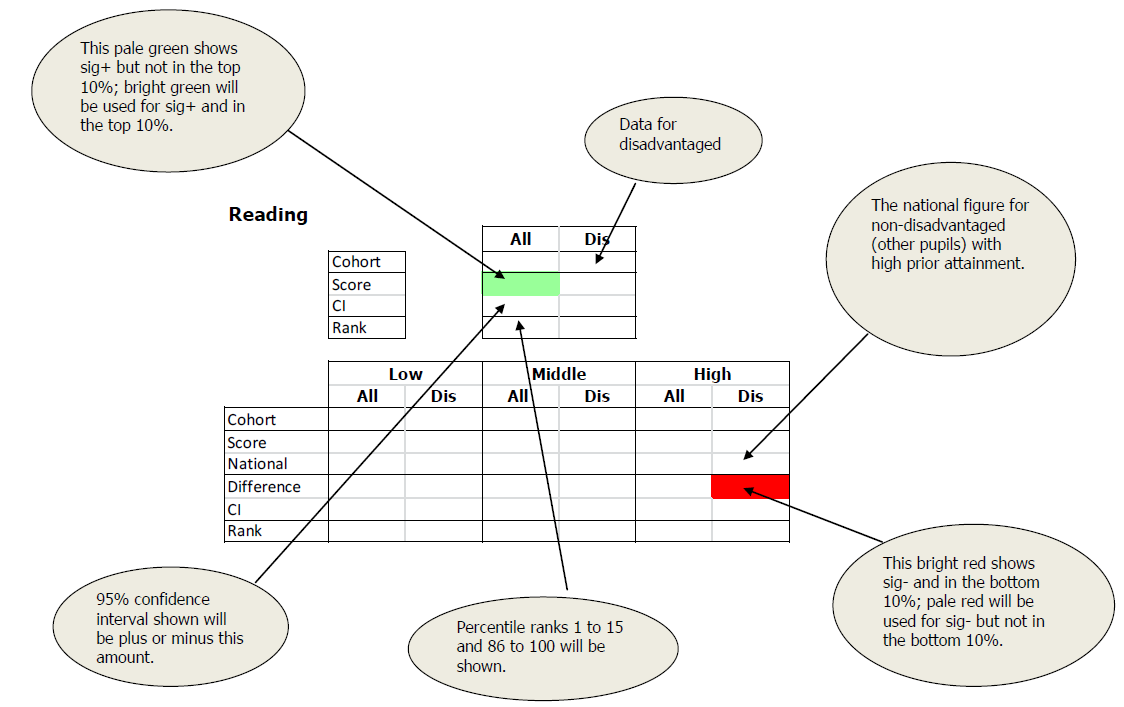 This pale green shows
sig+ but not in the top
10%; bright green will
be used for sig+ and in
the top 10%.
Data for
disadvantaged
The national figure for
non-disadvantaged
(other pupils) with
high prior attainment.
Reading
All Dis
Cohort
Score
CI
Rank
Low Middle High
All Dis All Dis All Dis
Cohort
Score
National
Difference
CI
Rank
95% confidence
interval shown will
be plus or minus this
amount.
Percentile ranks 1 to 15
and 86 to 100 will be
shown.
This bright red shows
sig- and in the bottom
10%; pale red will be
used for sig- but not in
the bottom 10%.